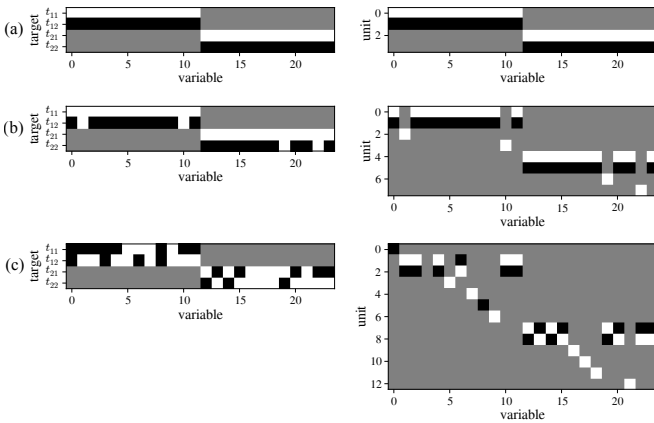 (a)
target
t11
t12
t21
t22
0 10 20
variable
unit
0
2
0 5 10 15 20
variable
(b)
target
t11
t12
t21
t22
0 5 10 15 20
variable
unit
0
2
4
6
0 5 10 15 20
variable
(c)
target
t11
t12
t21
t22
0 5 10 15 20
variable
unit
0
2
4
6
8
10
12
0 5 10 15 20
variable